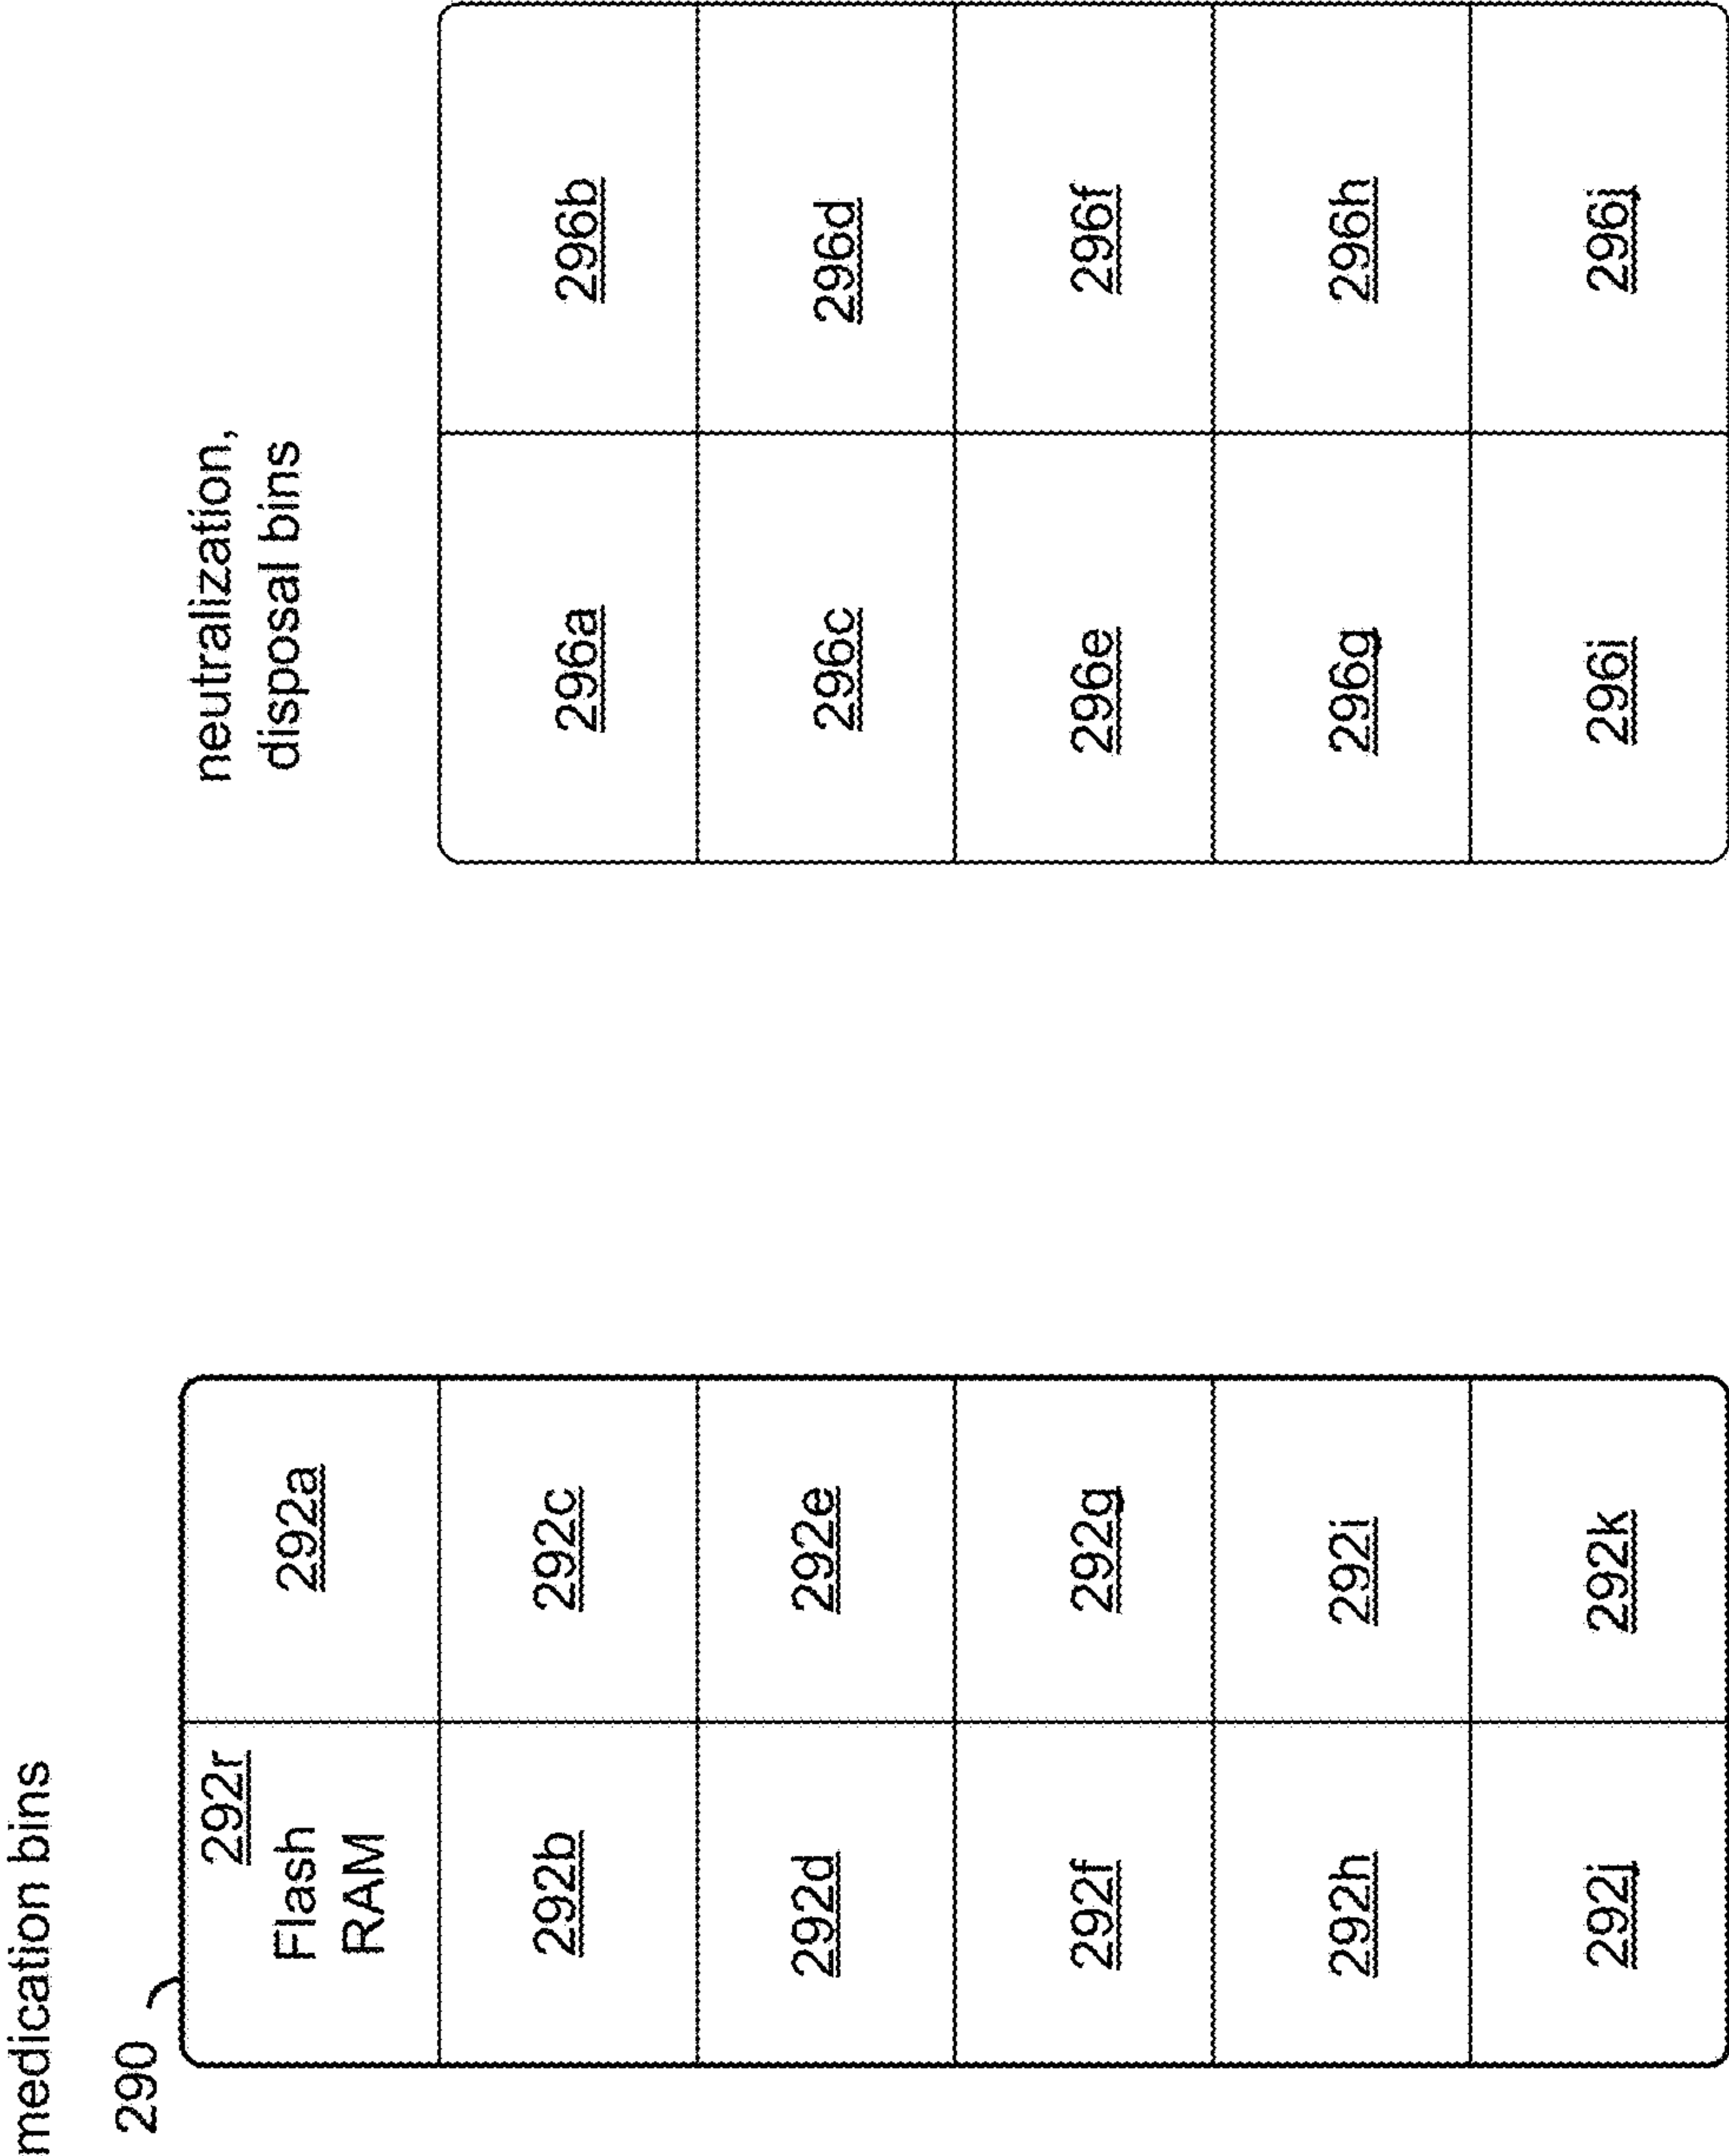 medication bins
290
292r
Flash
RAM
292a
292b
292c
292d
292e
292f
292g
292h
292i
292j
292k
neutralization,
disposal bins
296a
296b
296c
296d
296e
296f
296g
296h
296i
296j